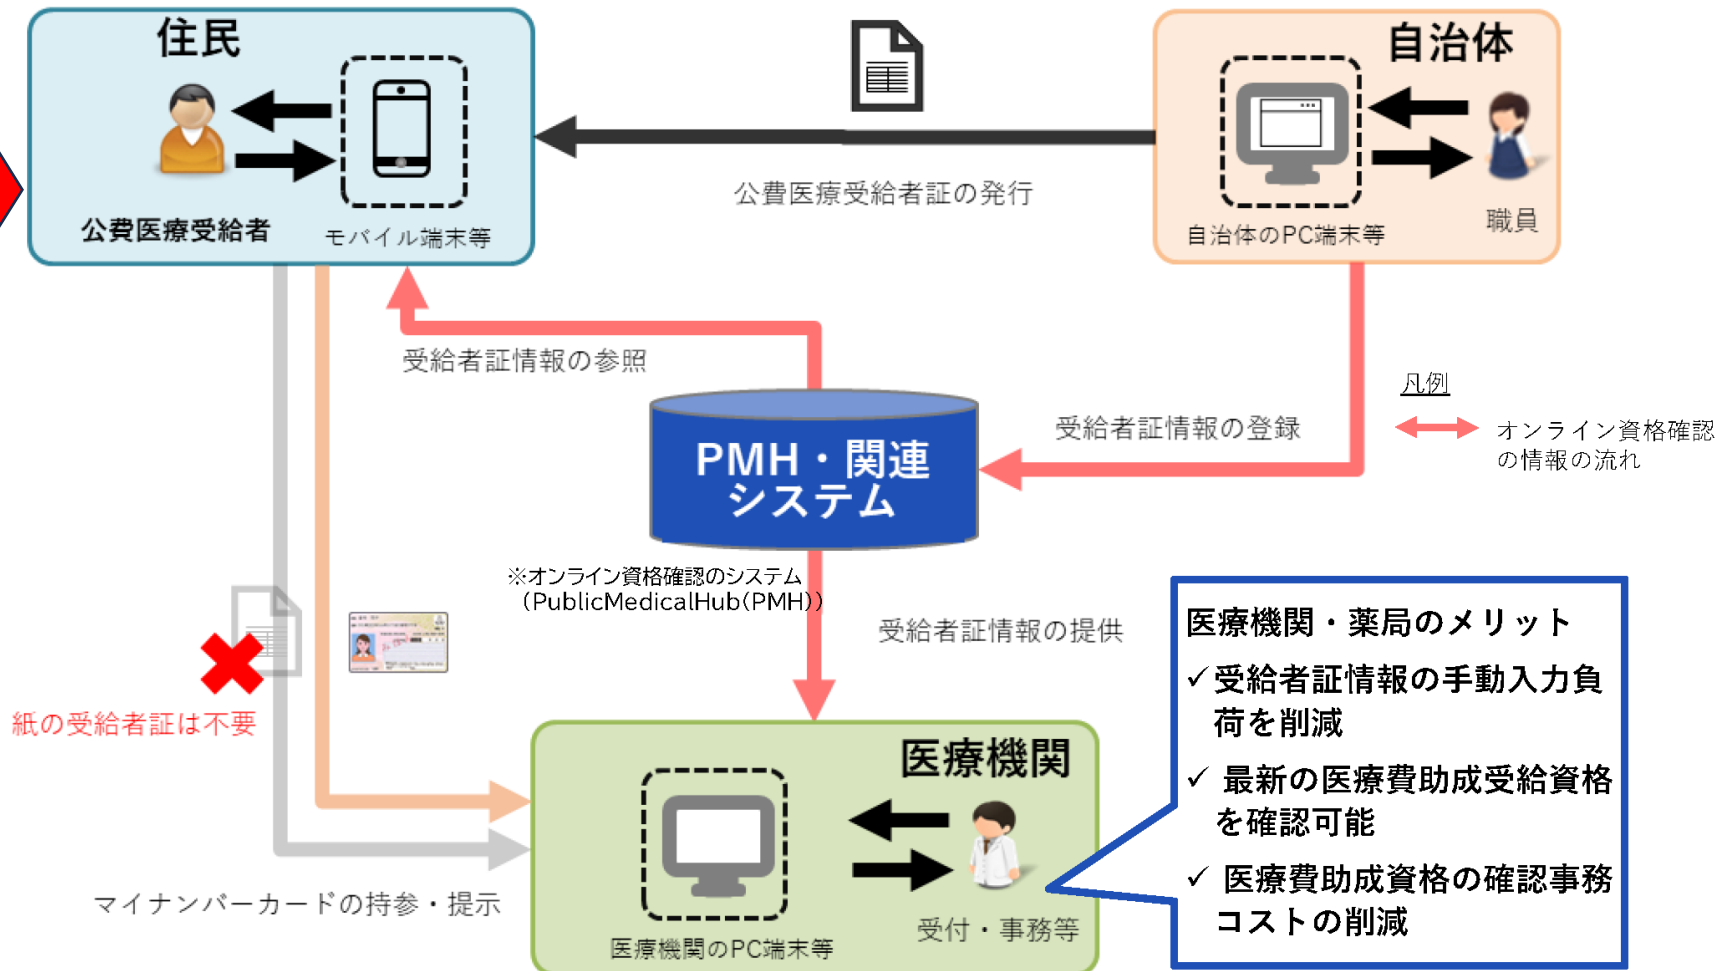 住民
自治体
公費医療受給者
モバイル端末等
公費医療受給者証の発行
自治体のPC端末等
職員
受給者証情報の参照
受給者証情報の登録
凡例
オンライン資格確認
の情報の流れ
PMH・関連
システム
※オンライン資格確認のシステム
（PublicMedicalHub(PMH)）
受給者証情報の提供
紙の受給者証は不要
マイナンバーカードの持参・提示
医療機関
医療機関のPC端末等
受付・事務等
医療機関・薬局のメリット
✓受給者証情報の手動入力負
荷を削減
✓ 最新の医療費助成受給資格
を確認可能
✓ 医療費助成資格の確認事務
コストの削減